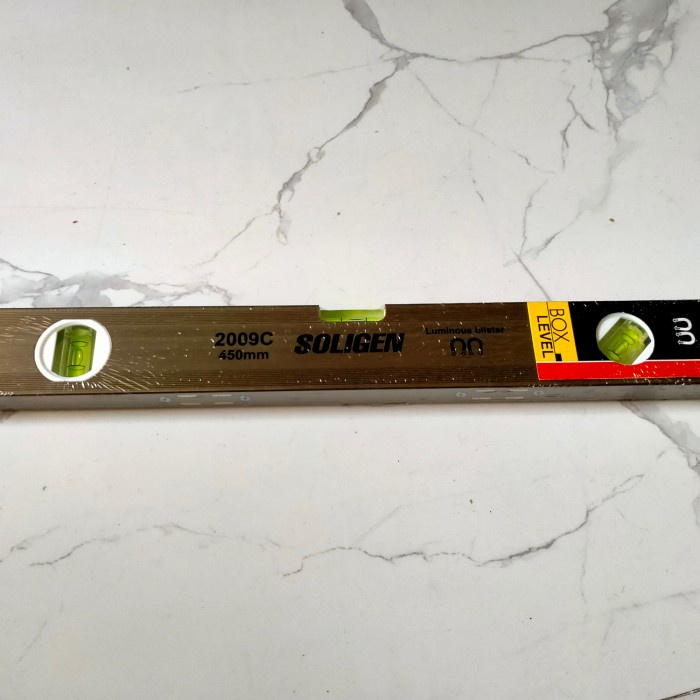 2009C
450mm
SOLIGEN
Luminous blister
BOX
LEVEL